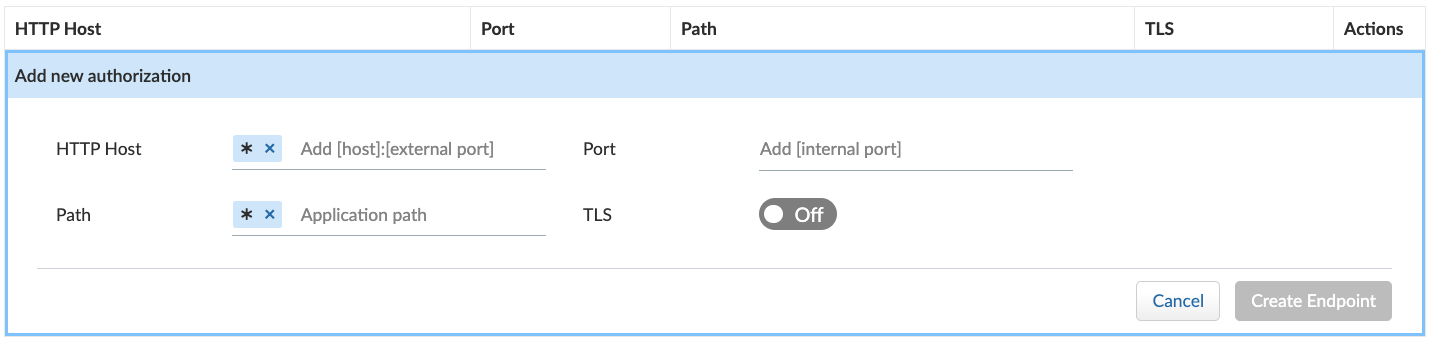 HTTP Host Port Path TLS Actions
Add new authorization
HTTP Host * × Add [host]:[external port] Port Add [internal port]
Path * × Application path TLS Off
Cancel Create Endpoint